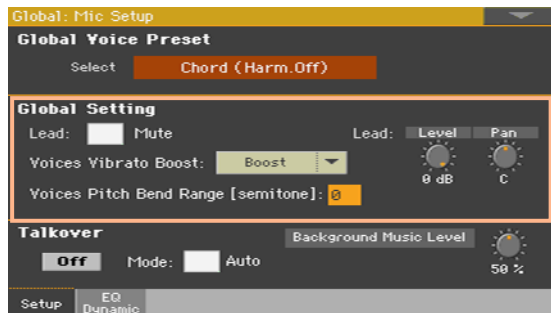 Global: Mic Setup
Global Voice Preset
Select Chord (Harm.Off)
Global Setting
Lead: Mute Lead: Level Pan
Voices Vibrato Boost: Boost
0 dB C
Voices Pitch Bend Range [semitone]: 0
Talkover Background Music Level
Off Mode: Auto
50 %
Setup EQ
Dynamic